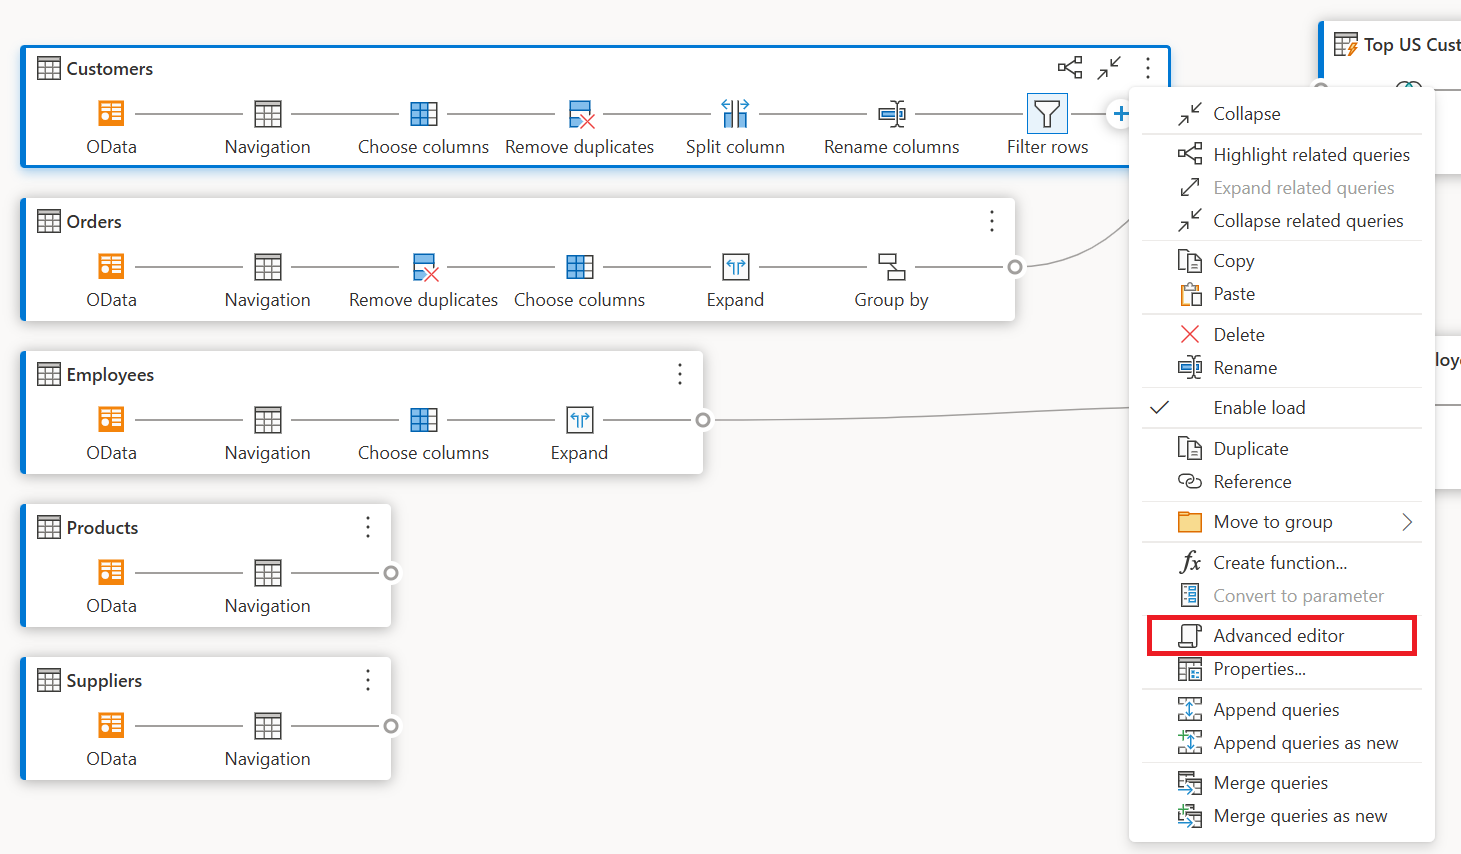 Customers
OData
Navigation
Choose columns
Remove duplicates
Split column
Rename columns
Filter rows
Orders
OData
Navigation
Remove duplicates
Choose columns
Expand
Group by
Employees
OData
Navigation
Choose columns
Expand
Products
OData
Navigation
Suppliers
OData
Navigation
Top US Cust
Collapse
Highlight related queries
Expand related queries
Collapse related queries
Copy
Paste
Delete
Rename
Enable load
Duplicate
Reference
Move to group
fx Create function...
Convert to parameter
Advanced editor
Properties...
Append queries
Append queries as new
Merge queries
Merge queries as new